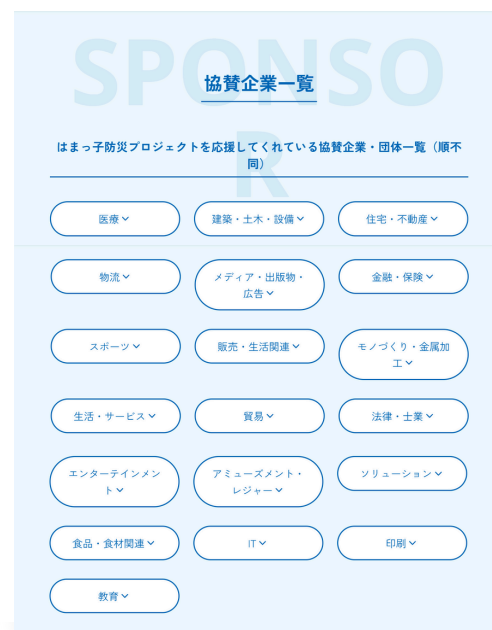 SPONSO
R
協賛企業一覧
はまっ子防災プロジェクトを応援してくれている協賛企業・団体一覧（順不
同）
医療
建築・土木・設備
住宅・不動産
物流
メディア・出版物・
広告
金融・保険
スポーツ
販売・生活関連
モノづくり・金属加
工
生活・サービス
貿易
法律・士業
エンターテインメン
ト
アミューズメント・
レジャー
ソリューション
食品・食材関連
IT
印刷
教育